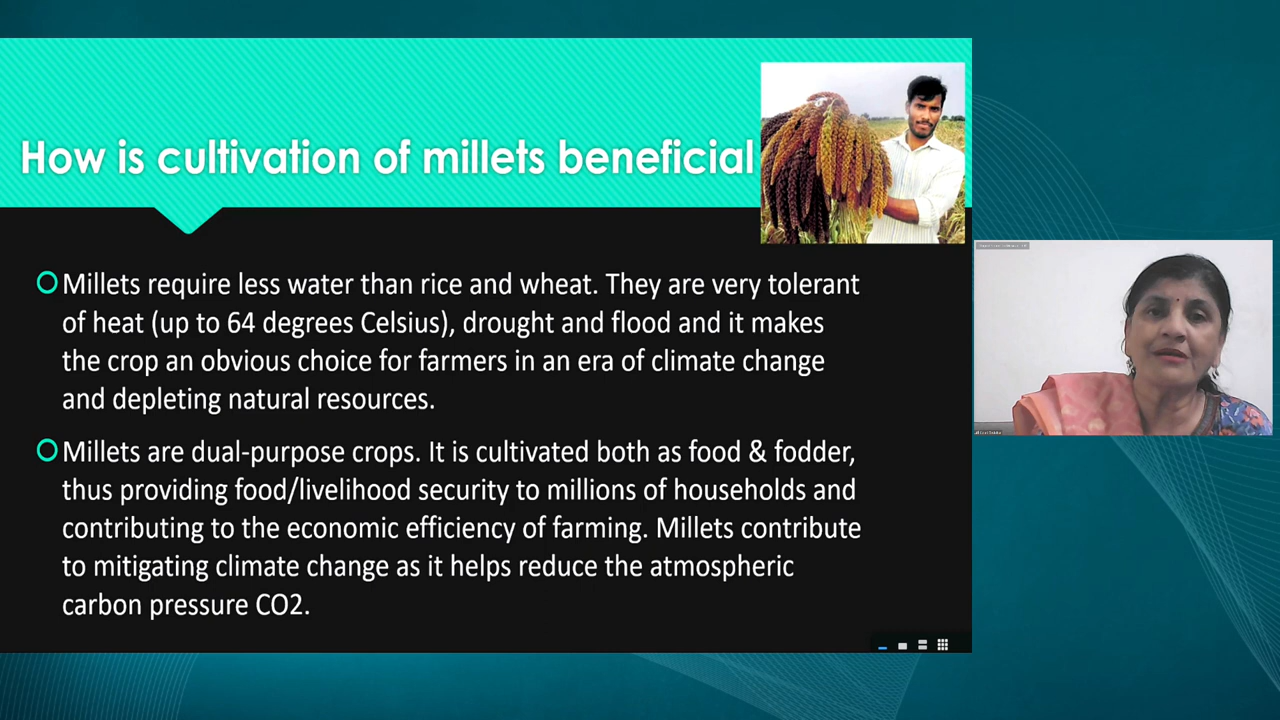 How is cultivation of millets beneficial
Millets require less water than rice and wheat. They are very tolerant
of heat (up to 64 degrees Celsius), drought and flood and it makes
the crop an obvious choice for farmers in an era of climate change
and depleting natural resources.
Millets are dual-purpose crops. It is cultivated both as food & fodder,
thus providing food/livelihood security to millions of households and
contributing to the economic efficiency of farming. Millets contribute
to mitigating climate change as it helps reduce the atmospheric
carbon pressure CO2.